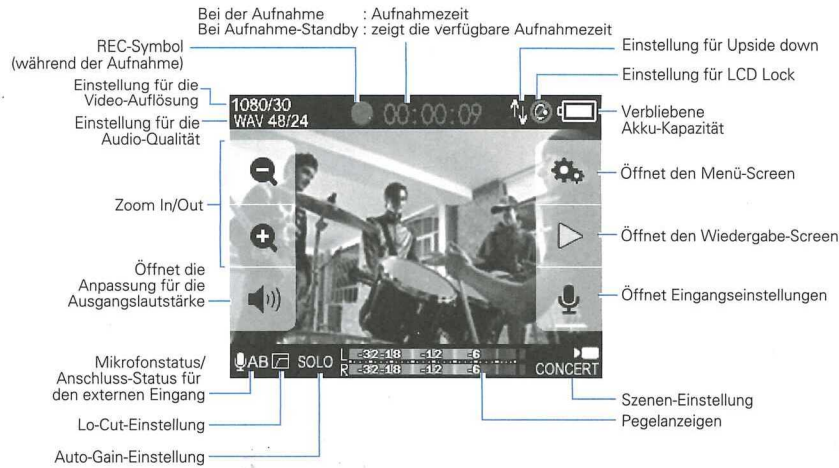 Bei der Aufnahme : Aufnahmezeit
Bei Aufnahme-Standby : zeigt die verfügbare Aufnahmezeit
REC-Symbol
(während der Aufnahme)
Einstellung für die
Video-Auflösung
Einstellung für die
Audio-Qualität
Zoom In/Out
Öffnet die
Anpassung für die
Ausgangslautstärke
Mikrofonstatus/
Anschluss-Status für
den externen Eingang
Lo-Cut-Einstellung
Auto-Gain-Einstellung
1080/30
WAV 48/24
00:00:09
AB
SOLO
L -32-18 -12 -6
R -32-18 -12 -6
CONCERT
Einstellung für Upside down
Einstellung für LCD Lock
Verbliebene
Akku-Kapazität
Öffnet den Menü-Screen
Öffnet den Wiedergabe-Screen
Öffnet Eingangseinstellungen
Szenen-Einstellung
Pegelanzeigen